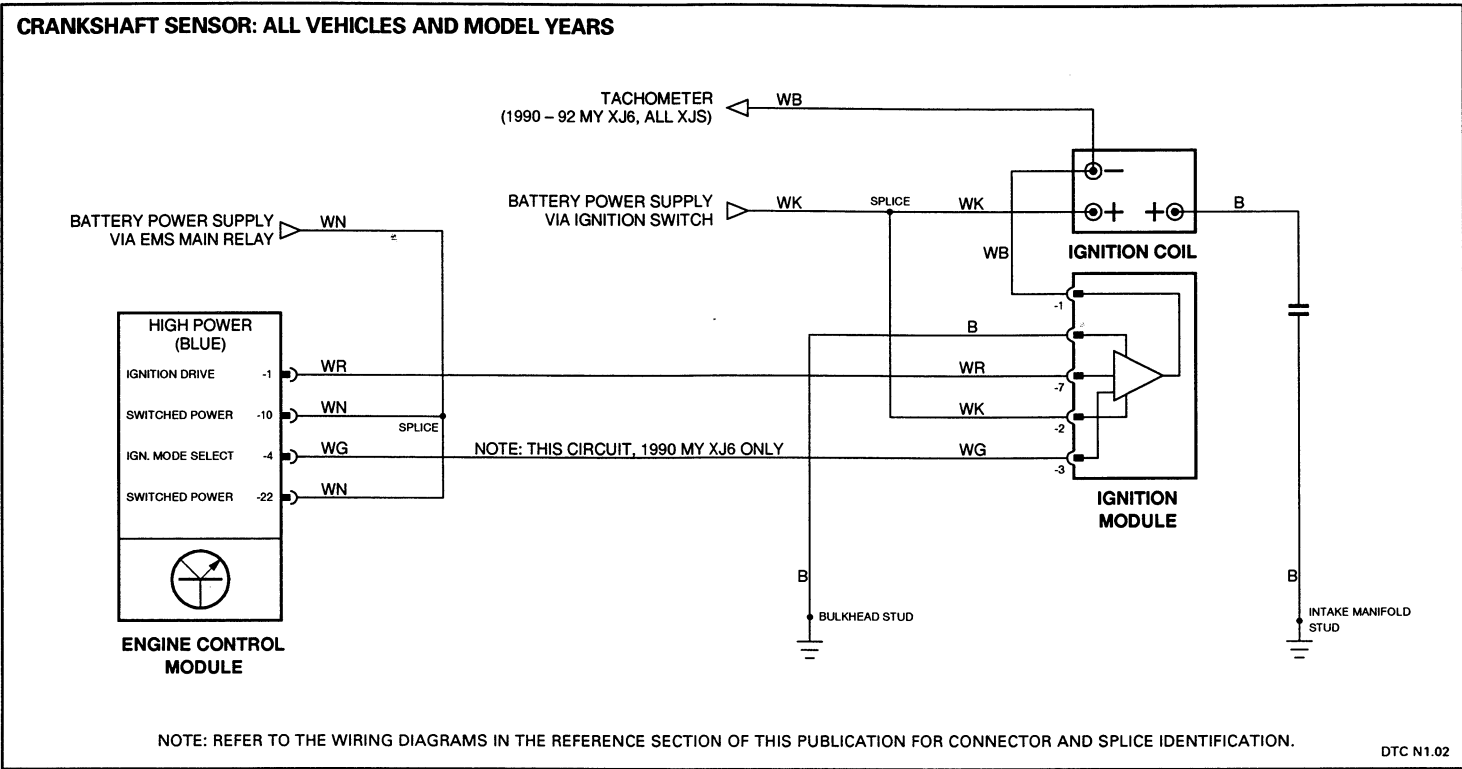 CRANKSHAFT SENSOR: ALL VEHICLES AND MODEL YEARS
TACHOMETER
(1990 – 92 MY XJ6, ALL XJS)
WB
BATTERY POWER SUPPLY
VIA IGNITION SWITCH
WK
SPLICE
WK
B
BATTERY POWER SUPPLY
VIA EMS MAIN RELAY
WN
WB
IGNITION COIL
HIGH POWER
(BLUE)
IGNITION DRIVE -1 WR
SWITCHED POWER -10 WN
SPLICE
IGN. MODE SELECT -4 WG
NOTE: THIS CIRCUIT, 1990 MY XJ6 ONLY
SWITCHED POWER -22 WN
-1
B
WR
-7
WK
-2
WG
-3
IGNITION
MODULE
ENGINE CONTROL
MODULE
B
BULKHEAD STUD
B
INTAKE MANIFOLD
STUD
NOTE: REFER TO THE WIRING DIAGRAMS IN THE REFERENCE SECTION OF THIS PUBLICATION FOR CONNECTOR AND SPLICE IDENTIFICATION.
DTC N1.02